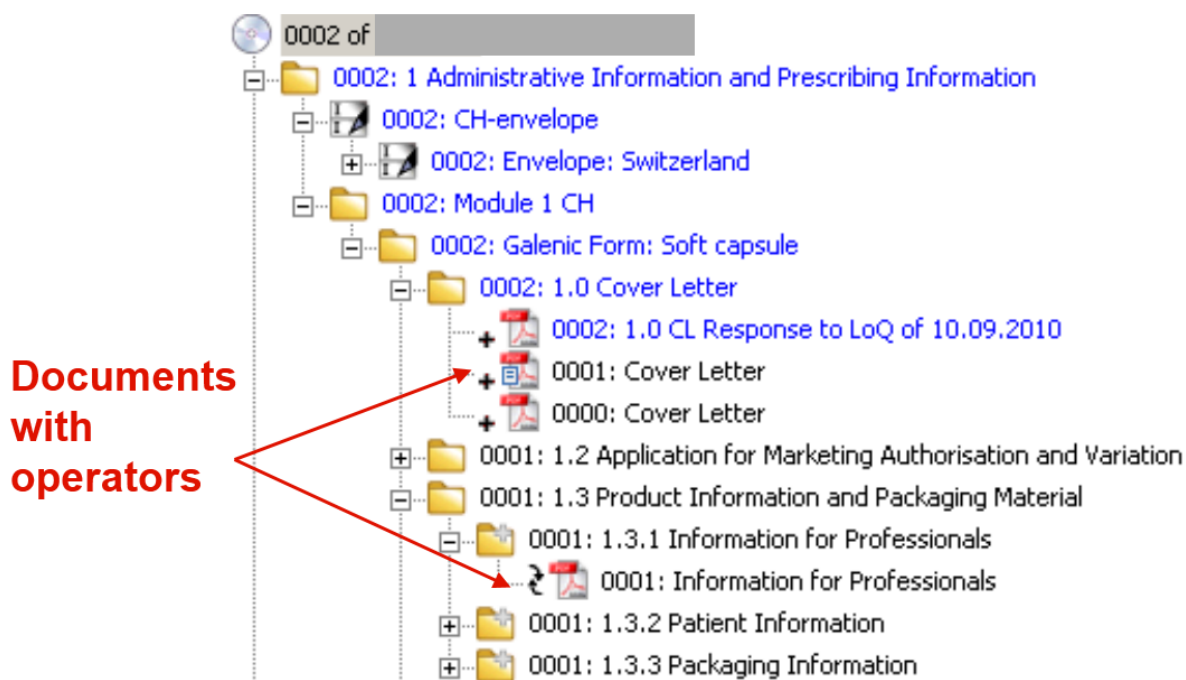 0002 of
0002: 1 Administrative Information and Prescribing Information
0002: CH-envelope
0002: Envelope: Switzerland
0002: Module 1 CH
0002: Galenic Form: Soft capsule
0002: 1.0 Cover Letter
0002: 1.0 CL Response to LoQ of 10.09.2010
0001: Cover Letter
0000: Cover Letter
0001: 1.2 Application for Marketing Authorisation and Variation
0001: 1.3 Product Information and Packaging Material
0001: 1.3.1 Information for Professionals
0001: Information for Professionals
0001: 1.3.2 Patient Information
0001: 1.3.3 Packaging Information
Documents
with
operators